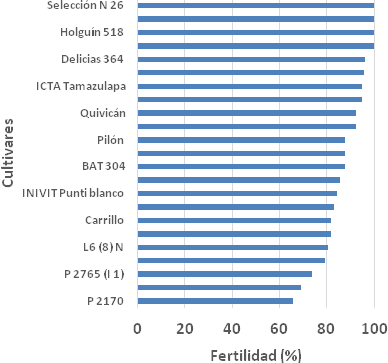 Selección N 26
Holguín 518
Delicias 364
ICTA Tamazulapa
Quivicán
Pilón
BAT 304
INIVIT Punti blanco
Carrillo
L6 (8) N
P 2765 (I 1)
P 2170
Cultivares
0 20 40 60 80 100
Fertilidad (%)